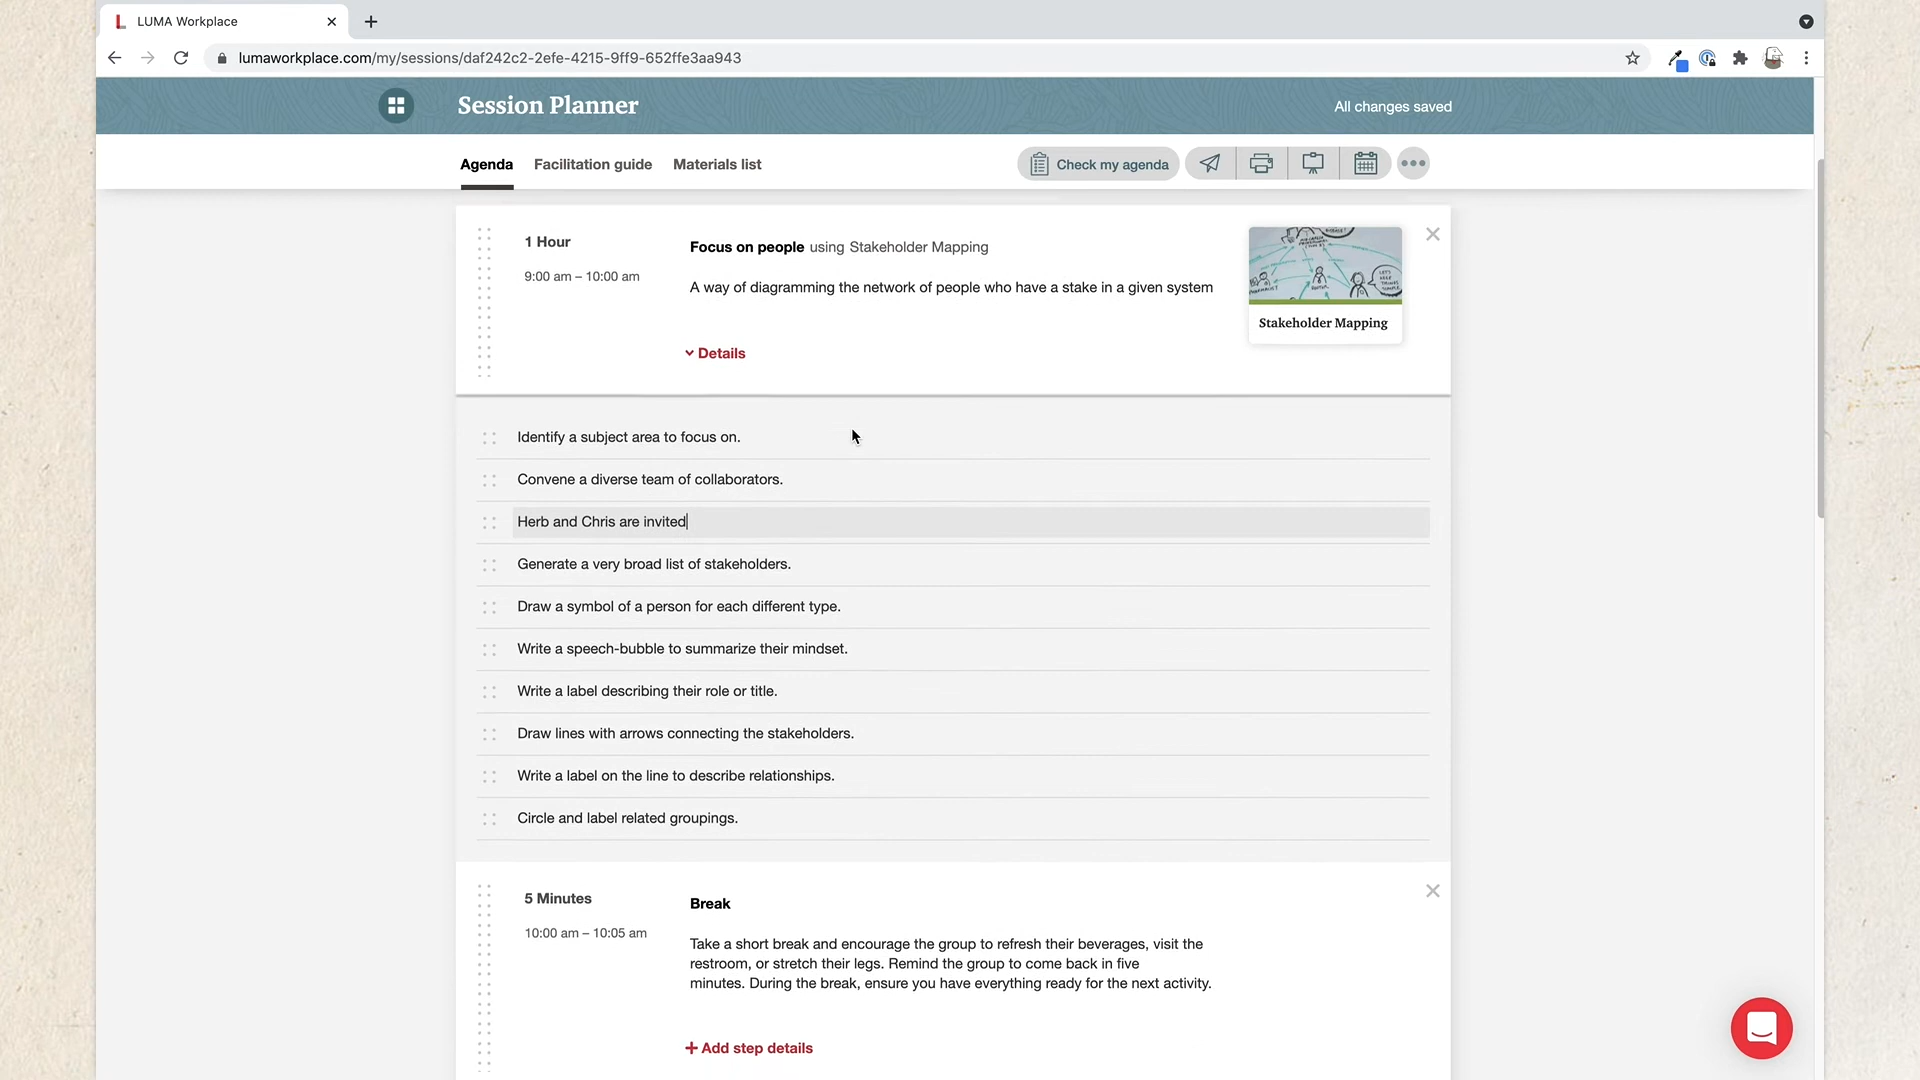 LUMA Workplace
lumaworkplace.com/my/sessions/daf242c2-2efe-4215-9ff9-652ffe3aa943
Session Planner
All changes saved
Agenda
Facilitation guide
Materials list
Check my agenda
1 Hour
9:00 am – 10:00 am
Focus on people using Stakeholder Mapping
A way of diagramming the network of people who have a stake in a given system
Details
Stakeholder Mapping
Identify a subject area to focus on.
Convene a diverse team of collaborators.
Herb and Chris are invited
Generate a very broad list of stakeholders.
Draw a symbol of a person for each different type.
Write a speech-bubble to summarize their mindset.
Write a label describing their role or title.
Draw lines with arrows connecting the stakeholders.
Write a label on the line to describe relationships.
Circle and label related groupings.
5 Minutes
10:00 am – 10:05 am
Break
Take a short break and encourage the group to refresh their beverages, visit the
restroom, or stretch their legs. Remind the group to come back in five
minutes. During the break, ensure you have everything ready for the next activity.
+ Add step details